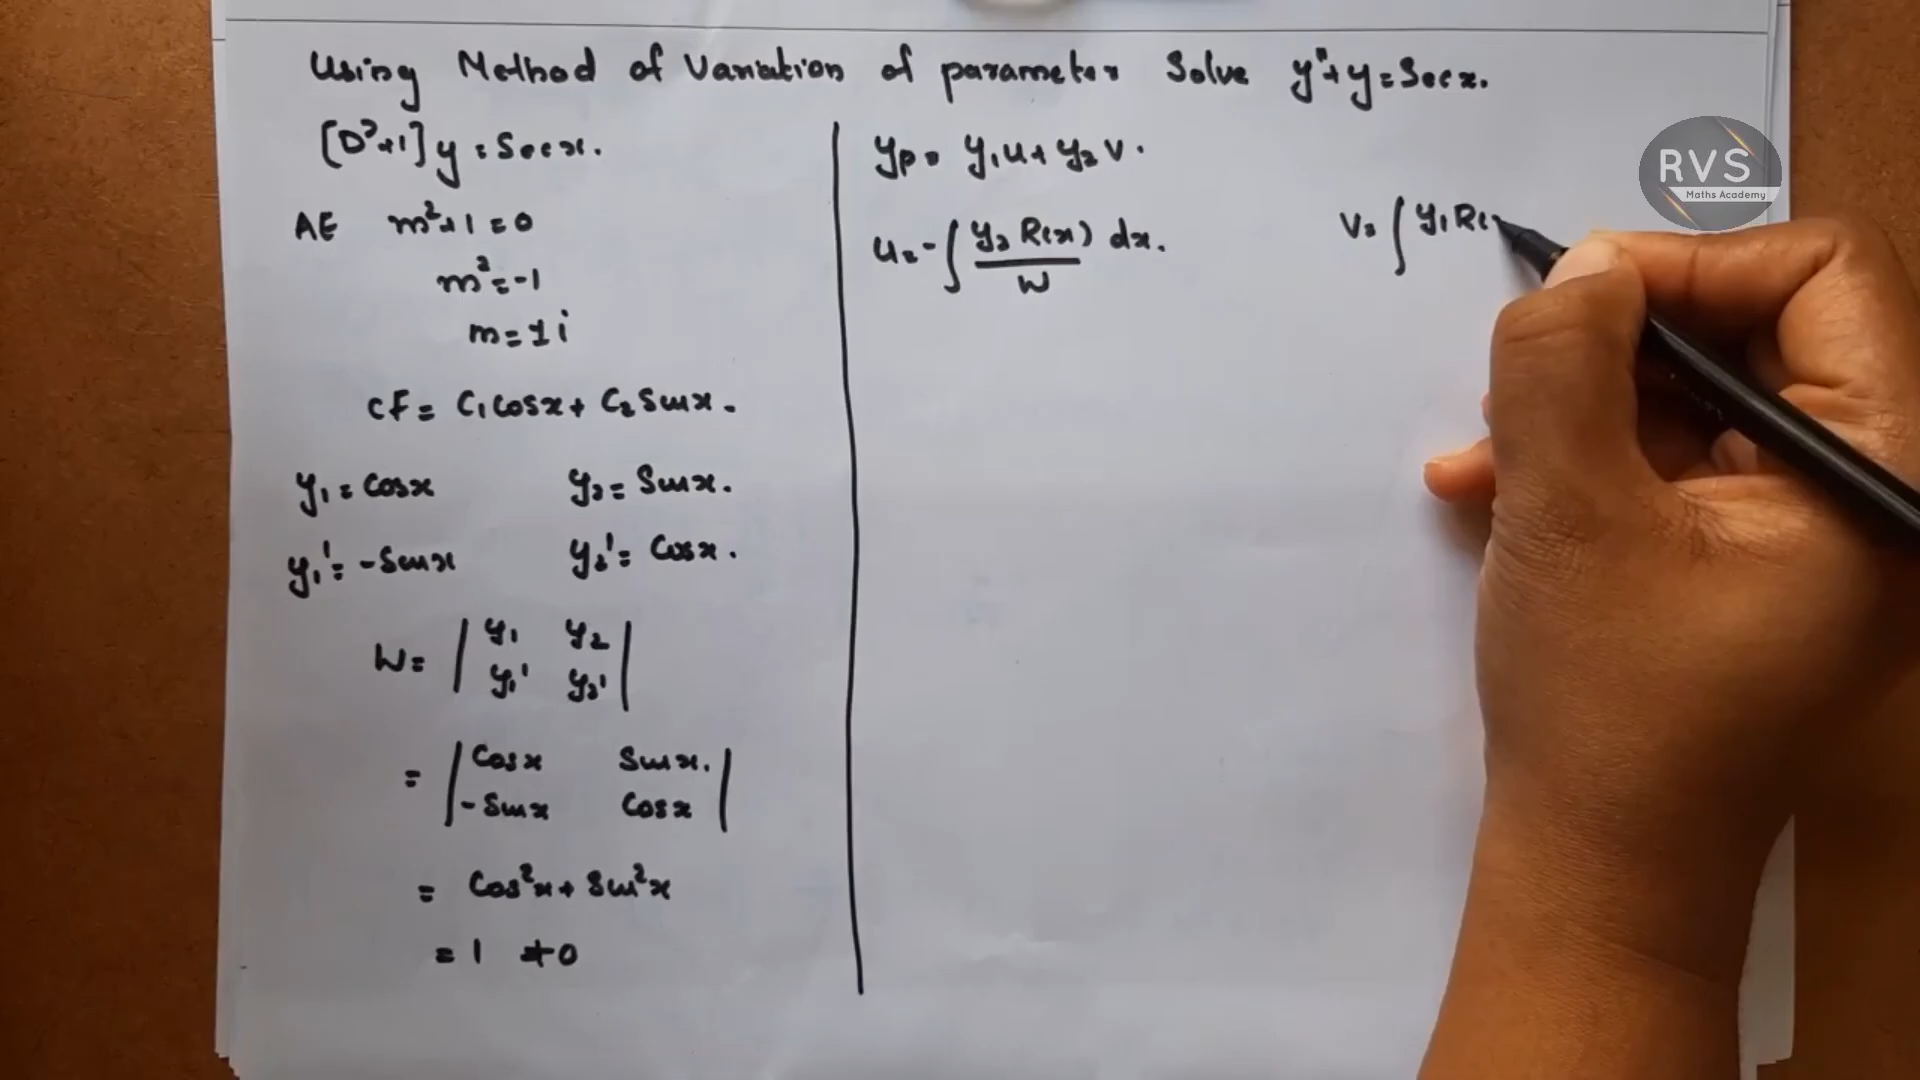 Using Method of Variation of parameter Solve y''+y=Secx.
[D²+1]y=Secx.
AE m²+1=0
m²=-1
m=±i
CF= C₁Cosx+ C₂Sinx.
y₁=Cosx y₂=Sinx.
y₁'=-Sinx y₂'=Cosx.
W= | y₁ y₂ |
| y₁' y₂' |
= | Cosx Sinx. |
| -Sinx Cosx |
= Cos²x+Sin²x
=1 ≠0
yp= y₁u+y₂v.
u=-∫ y₂ R(x) / W dx.
V= ∫ y₁R(
RVS
Maths Academy